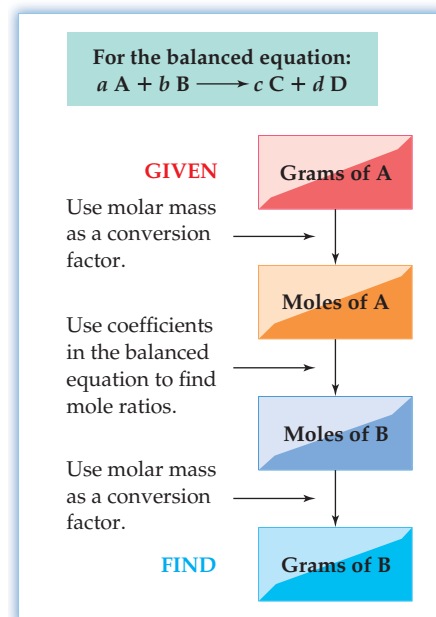 For the balanced equation:
a A + b B ⟶ c C + d D
GIVEN
Grams of A
Use molar mass
as a conversion
factor.
Moles of A
Use coefficients
in the balanced
equation to find
mole ratios.
Moles of B
Use molar mass
as a conversion
factor.
FIND
Grams of B